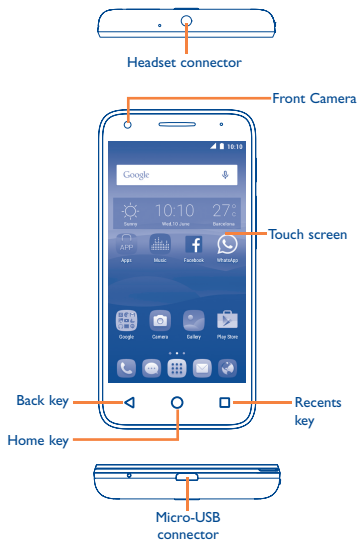 Headset connector
Front Camera
10:10
Google
10:10
27°
Sunny
Wed,10 June
Barcelona
Touch screen
APP
Apps
Music
Facebook
WhatsApp
Google
Camera
Gallery
Play Store
Back key
Recents
key
Home key
Micro-USB
connector